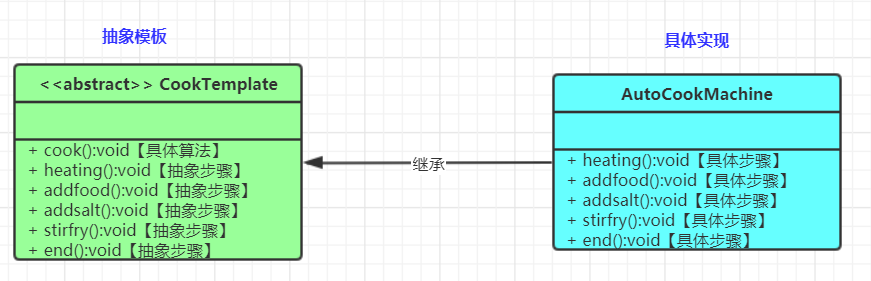 抽象模板
<<abstract>> CookTemplate
+ cook():void【具体算法】
+ heating():void【抽象步骤】
+ addfood():void【抽象步骤】
+ addsalt():void【抽象步骤】
+ stirfry():void【抽象步骤】
+ end():void【抽象步骤】
继承
具体实现
AutoCookMachine
+ heating():void【具体步骤】
+ addfood():void【具体步骤】
+ addsalt():void【具体步骤】
+ stirfry():void【具体步骤】
+ end():void【具体步骤】